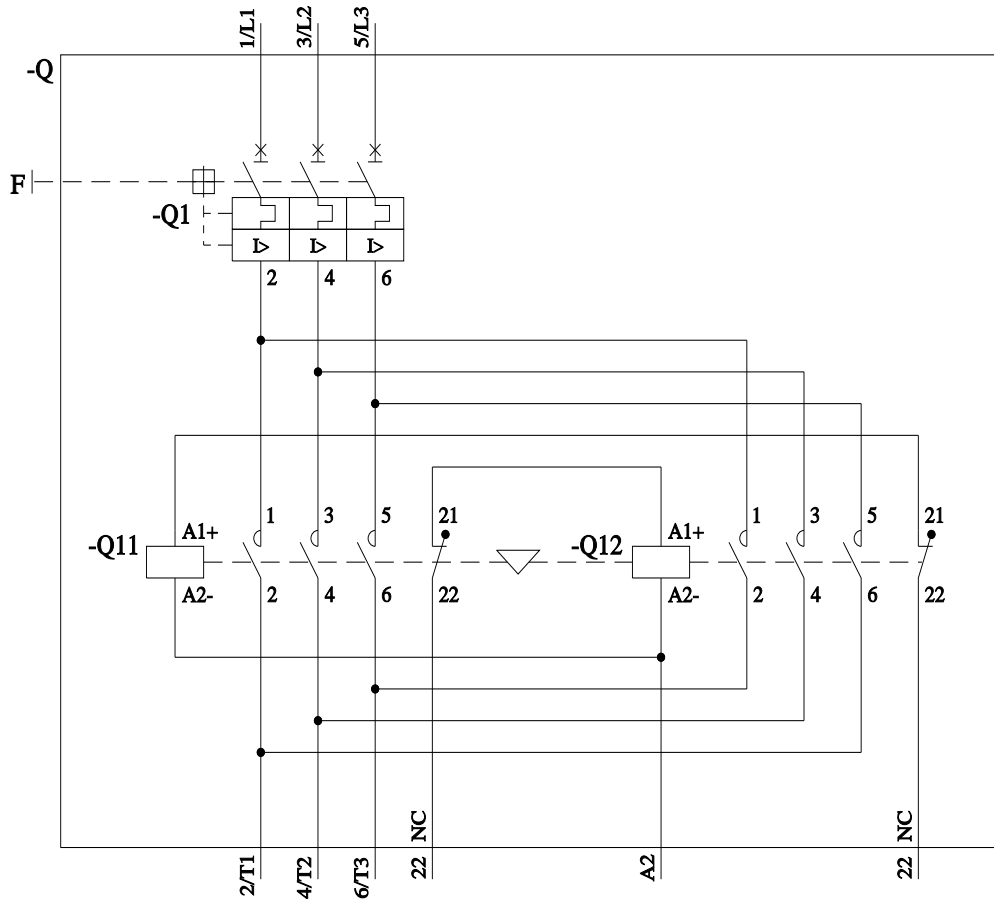 1/L1 3/L2 5/L3
-Q
F
-Q1
I> I> I>
2 4 6
1 3 5 21 1 3 5 21
-Q11 A1+ -Q12 A1+
A2- 2 4 6 22 A2- 2 4 6 22
NC NC
2/T1 4/T2 6/T3 22 A2 22